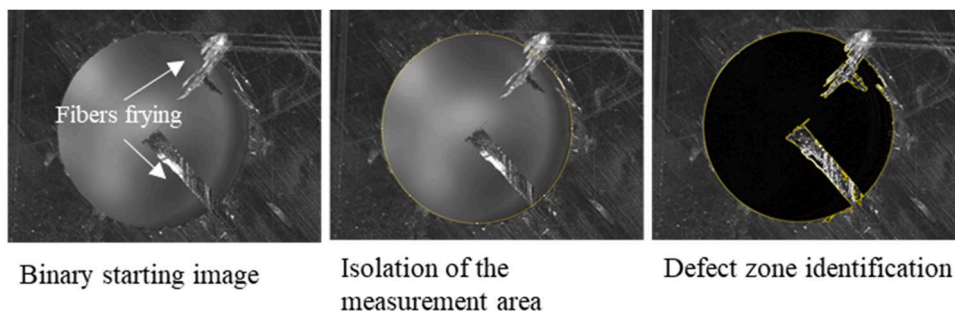 Fibers frying
Binary starting image
Isolation of the
measurement area
Defect zone identification